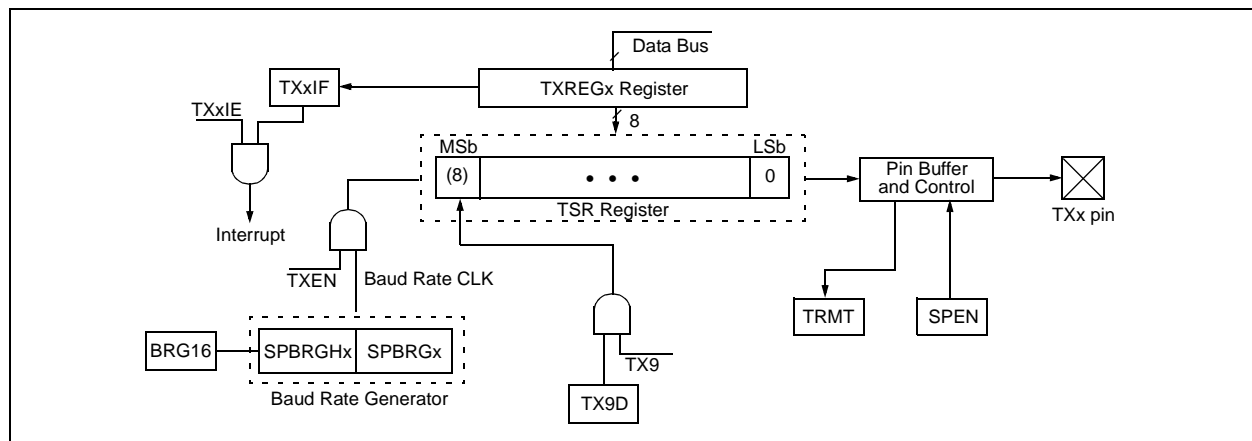 Data Bus
TXxIF
TXREGx Register
TXxIE
8
MSb
LSb
(8)
• • •
0
Pin Buffer
and Control
TSR Register
TXx pin
Interrupt
TXEN
Baud Rate CLK
TRMT
SPEN
BRG16
SPBRGHx
SPBRGx
TX9
Baud Rate Generator
TX9D